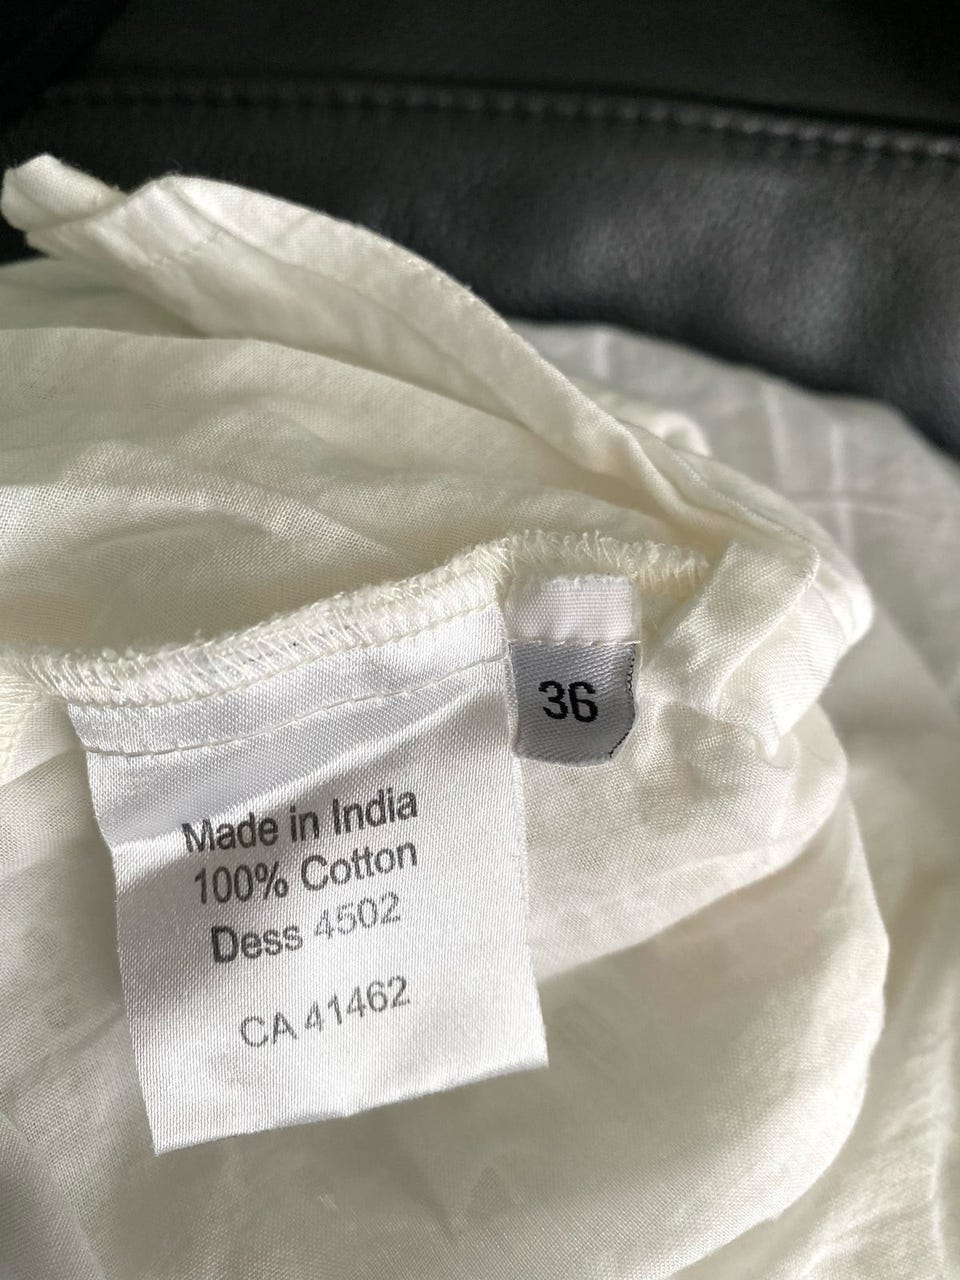 36
Made in India
100% Cotton
Dess 4502
CA 41462